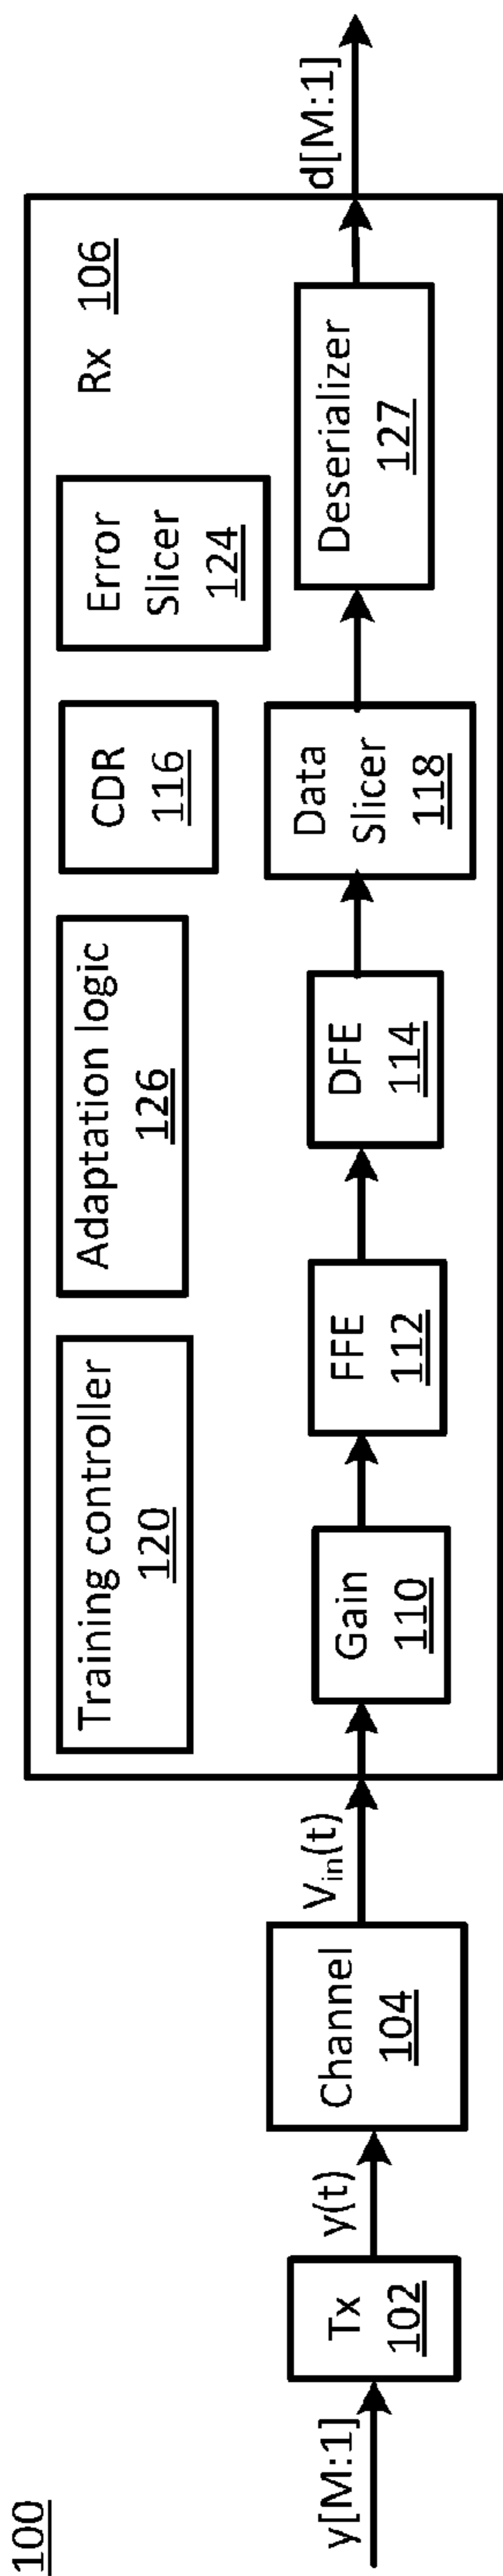 100
y[M:1]
Tx
102
y(t)
Channel
104
Vin(t)
Rx 106
Training controller
120
Adaptation logic
126
CDR
116
Error
Slicer
124
Gain
110
FFE
112
DFE
114
Data
Slicer
118
Deserializer
127
d[M:1]